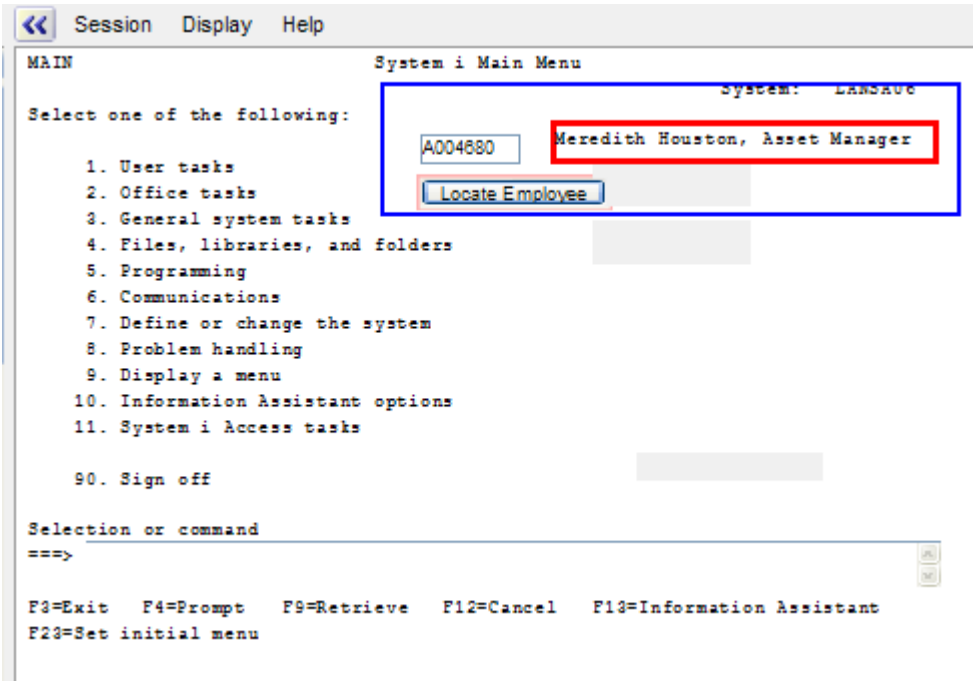 Session Display Help
MAIN System i Main Menu
System: LANSA06
Select one of the following:
A004680 Meredith Houston, Asset Manager
1. User tasks
Locate Employee
2. Office tasks
3. General system tasks
4. Files, libraries, and folders
5. Programming
6. Communications
7. Define or change the system
8. Problem handling
9. Display a menu
10. Information Assistant options
11. System i Access tasks
90. Sign off
Selection or command
===>
F3=Exit F4=Prompt F9=Retrieve F12=Cancel F13=Information Assistant
F23=Set initial menu